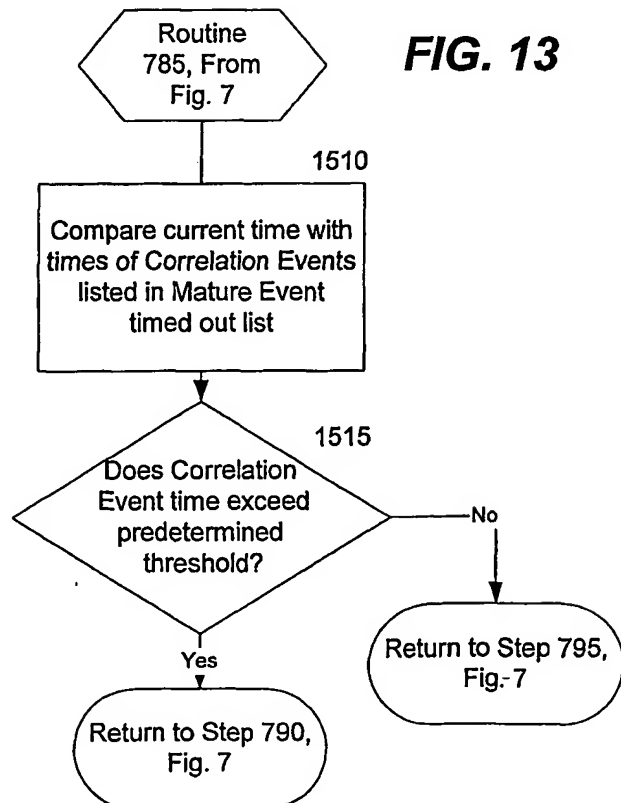 Routine
785, From
Fig. 7
FIG. 13
1510
Compare current time with
times of Correlation Events
listed in Mature Event
timed out list
1515
Does Correlation
Event time exceed
predetermined
threshold?
No
Yes
Return to Step 795,
Fig.-7
Return to Step 790,
Fig. 7